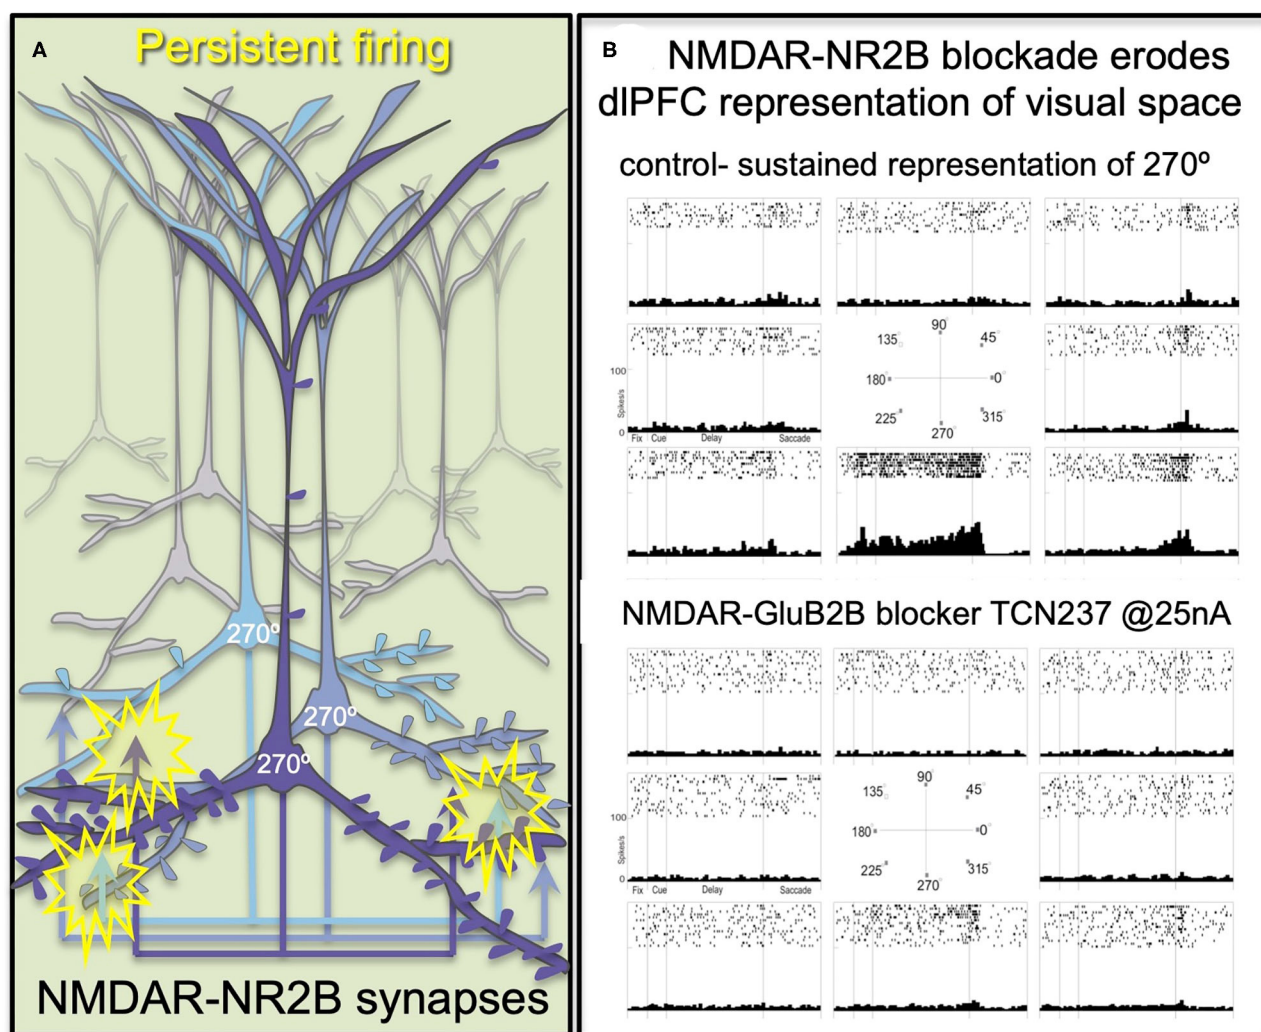 A
Persistent firing
270º
270º
270º
NMDAR-NR2B synapses
B
NMDAR-NR2B blockade erodes
dlPFC representation of visual space
control- sustained representation of 270º
90
135
45
180
0
225
315
270
100
Spikes/s
0
Fix Cue Delay Saccade
NMDAR-GluB2B blocker TCN237 @25nA
90
135
45
180
0
225
315
270
100
Spikes/s
0
Fix Cue Delay Saccade